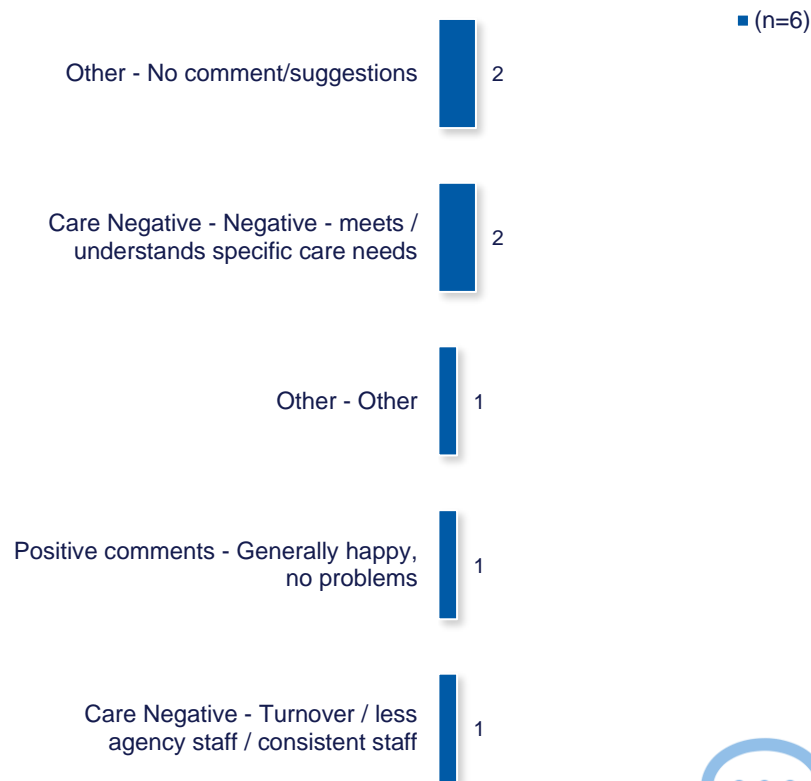 (n=6)
Other - No comment/suggestions
2
Care Negative - Negative - meets /
understands specific care needs
2
Other - Other
1
Positive comments - Generally happy,
no problems
1
Care Negative - Turnover / less
agency staff / consistent staff
1